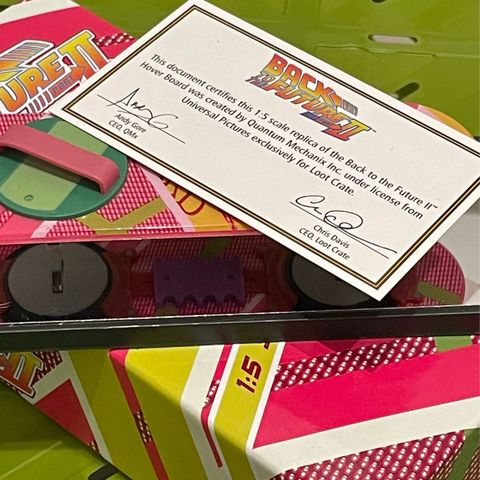 BACK
TO THE
FUTURE II™
This document certifies this 1:5 scale replica of the Back to the Future II™
Hover Board was created by Quantum Mechanix Inc. under license from
Universal Pictures exclusively for Loot Crate.
Andy Gore
CEO, QMx
Chris Davis
CEO, Loot Crate
1:5